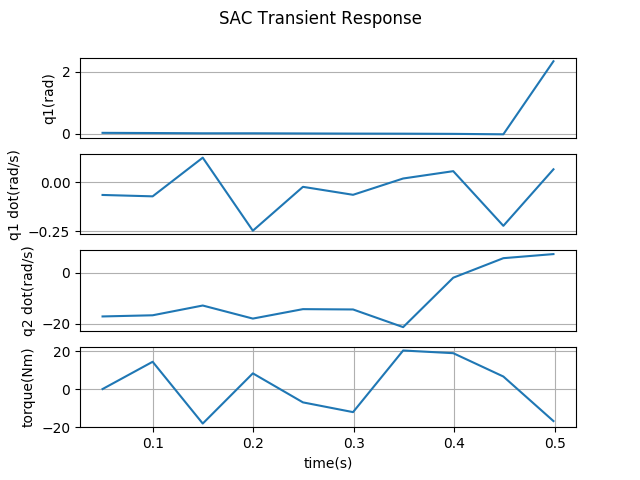 SAC Transient Response
q1(rad)
2
0
q1 dot(rad/s)
0.00
−0.25
q2 dot(rad/s)
0
−20
torque(Nm)
20
0
−20
0.1 0.2 0.3 0.4 0.5
time(s)